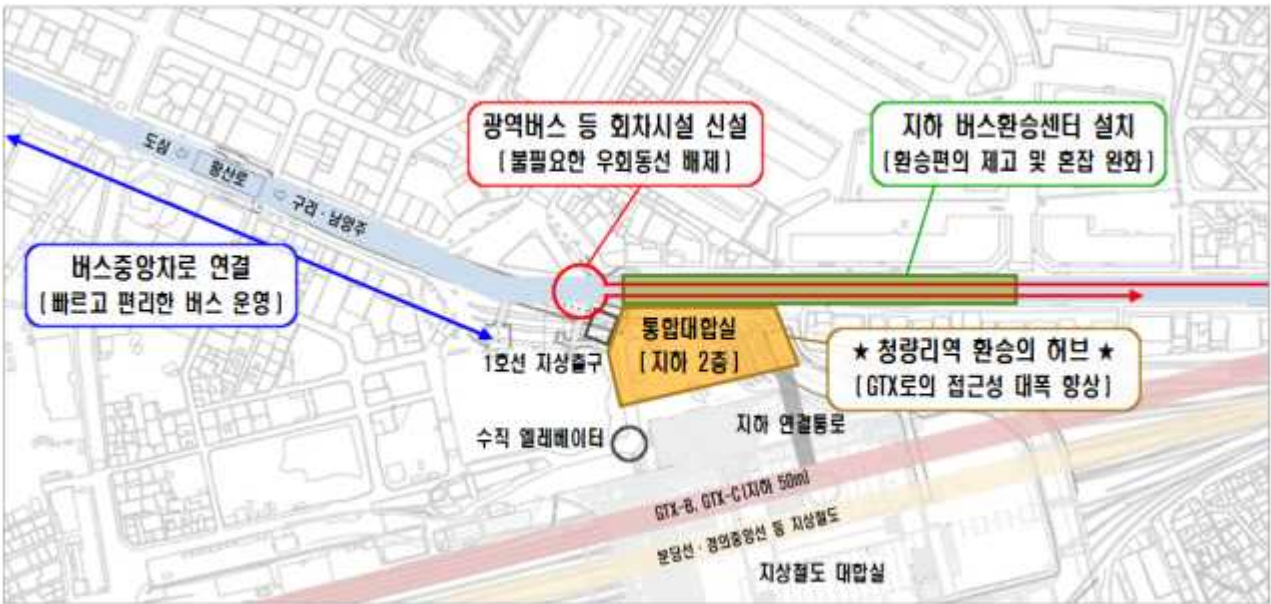 광역버스 등 회차시설 신설
(불필요한 우회동선 배제)
지하 버스환승센터 설치
(환승편의 제고 및 혼잡 완화)
도심 ⇦ 왕산로 ⇨ 구리·남양주
버스중앙차로 연결
(빠르고 편리한 버스 운영)
1호선 지상출구
통합대합실
(지하 2층)
★ 청량리역 환승의 허브 ★
(GTX로의 접근성 대폭 향상)
수직 엘레베이터
지하 연결통로
GTX-B, GTX-C(지하 50m)
분당선·경의중앙선 등 지상철도
지상철도 대합실